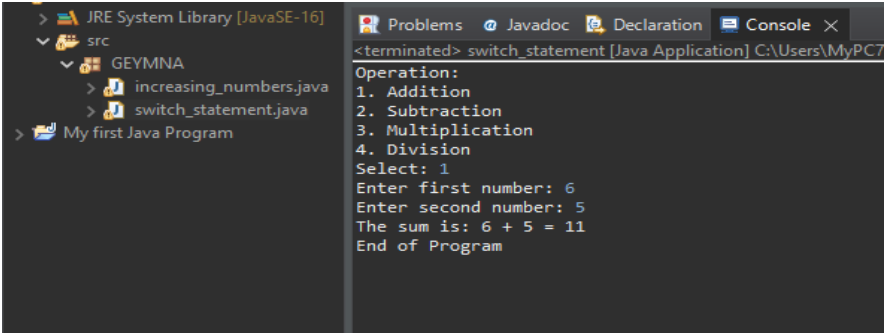 JRE System Library [JavaSE-16]
src
GEYMNA
increasing_numbers.java
switch_statement.java
My first Java Program
Problems Javadoc Declaration Console
<terminated> switch_statement [Java Application] C:\Users\MyPC7
Operation:
1. Addition
2. Subtraction
3. Multiplication
4. Division
Select: 1
Enter first number: 6
Enter second number: 5
The sum is: 6 + 5 = 11
End of Program